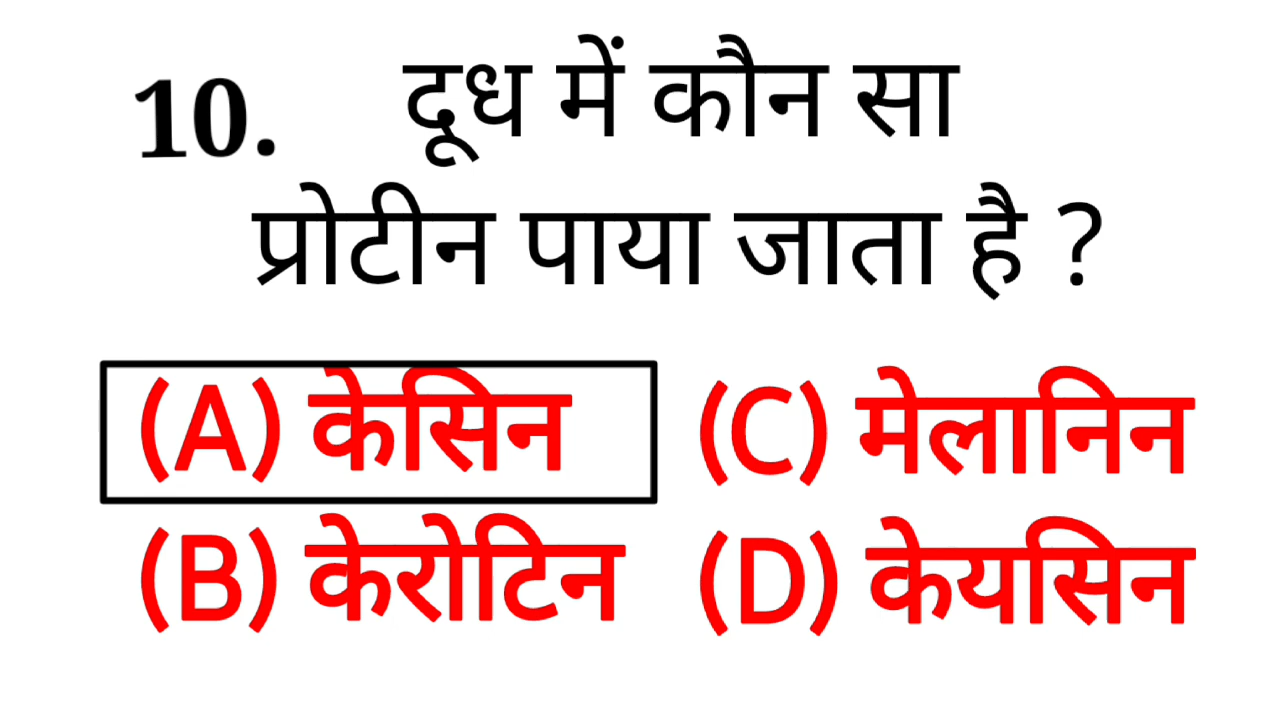 10. दूध में कौन सा
प्रोटीन पाया जाता है ?
(A) केसिन (C) मेलानिन
(B) केरोटिन (D) केयसिन